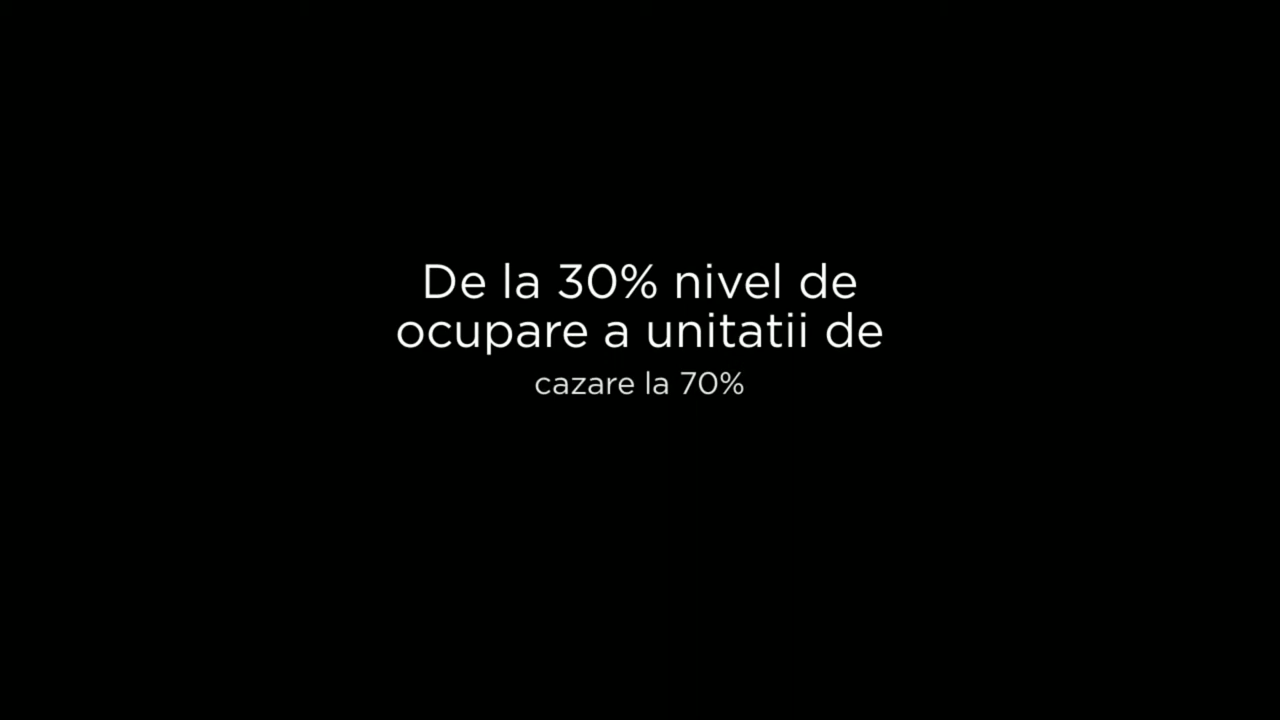 De la 30% nivel de
ocupare a unitatii de
cazare la 70%